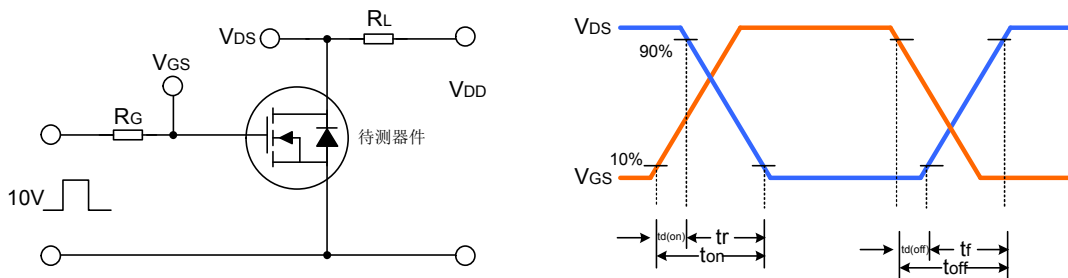 VDS
RL
VGS
VDD
RG
待测器件
10V
VDS
90%
10%
VGS
td(on)
tr
ton
td(off)
tf
toff